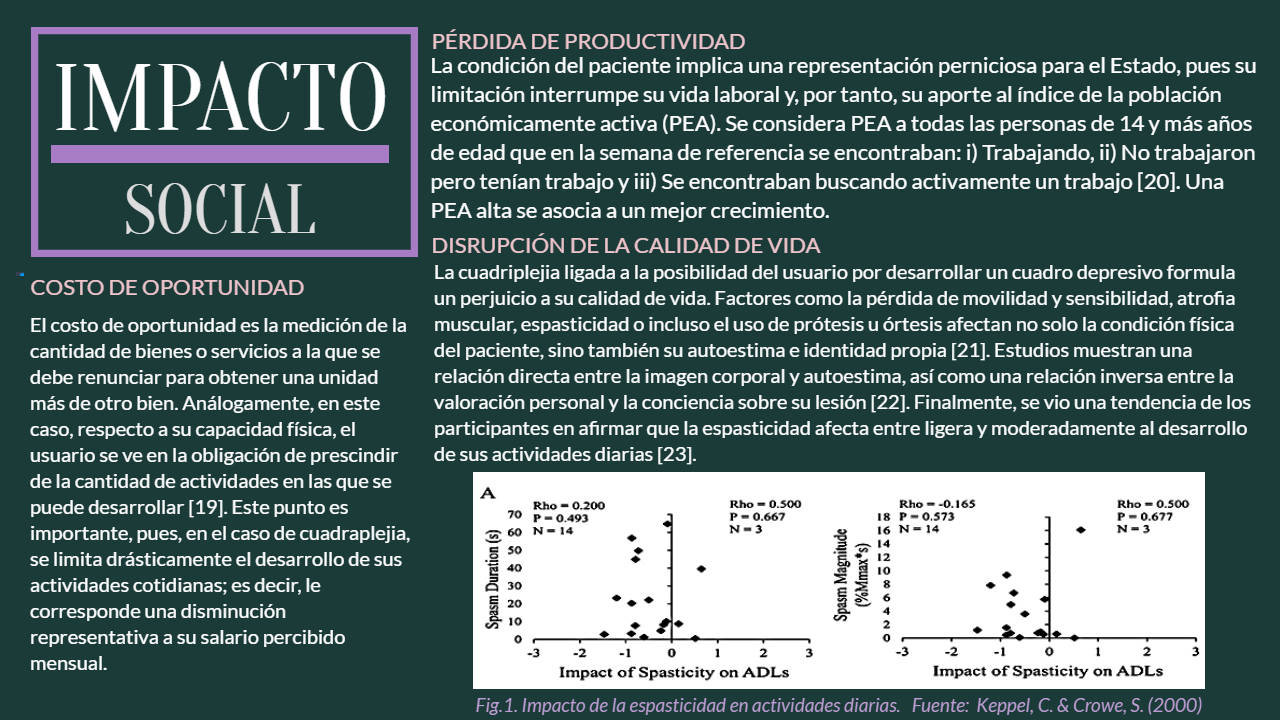 IMPACTO
SOCIAL
COSTO DE OPORTUNIDAD
El costo de oportunidad es la medición de la
cantidad de bienes o servicios a la que se
debe renunciar para obtener una unidad
más de otro bien. Análogamente, en este
caso, respecto a su capacidad física, el
usuario se ve en la obligación de prescindir
de la cantidad de actividades en las que se
puede desarrollar [19]. Este punto es
importante, pues, en el caso de cuadraplejia,
se limita drásticamente el desarrollo de sus
actividades cotidianas; es decir, le
corresponde una disminución
representativa a su salario percibido
mensual.
PÉRDIDA DE PRODUCTIVIDAD
La condición del paciente implica una representación perniciosa para el Estado, pues su
limitación interrumpe su vida laboral y, por tanto, su aporte al índice de la población
económicamente activa (PEA). Se considera PEA a todas las personas de 14 y más años
de edad que en la semana de referencia se encontraban: i) Trabajando, ii) No trabajaron
pero tenían trabajo y iii) Se encontraban buscando activamente un trabajo [20]. Una
PEA alta se asocia a un mejor crecimiento.
DISRUPCIÓN DE LA CALIDAD DE VIDA
La cuadriplejia ligada a la posibilidad del usuario por desarrollar un cuadro depresivo formula
un perjuicio a su calidad de vida. Factores como la pérdida de movilidad y sensibilidad, atrofia
muscular, espasticidad o incluso el uso de prótesis u órtesis afectan no solo la condición física
del paciente, sino también su autoestima e identidad propia [21]. Estudios muestran una
relación directa entre la imagen corporal y autoestima, así como una relación inversa entre la
valoración personal y la conciencia sobre su lesión [22]. Finalmente, se vio una tendencia de los
participantes en afirmar que la espasticidad afecta entre ligera y moderadamente al desarrollo
de sus actividades diarias [23].
A
Rho = 0.200
P = 0.493
N = 14
Rho = 0.500
P = 0.667
N = 3
Spasm Duration (s)
70
60
50
40
30
20
10
0
-3 -2 -1 0 1 2 3
Impact of Spasticity on ADLs
Rho = -0.165
P = 0.573
N = 14
Rho = 0.500
P = 0.677
N = 3
Spasm Magnitude
(%Mmax*s)
18
16
14
12
10
8
6
4
2
0
-3 -2 -1 0 1 2 3
Impact of Spasticity on ADLs
Fig.1. Impacto de la espasticidad en actividades diarias. Fuente: Keppel, C. & Crowe, S. (2000)